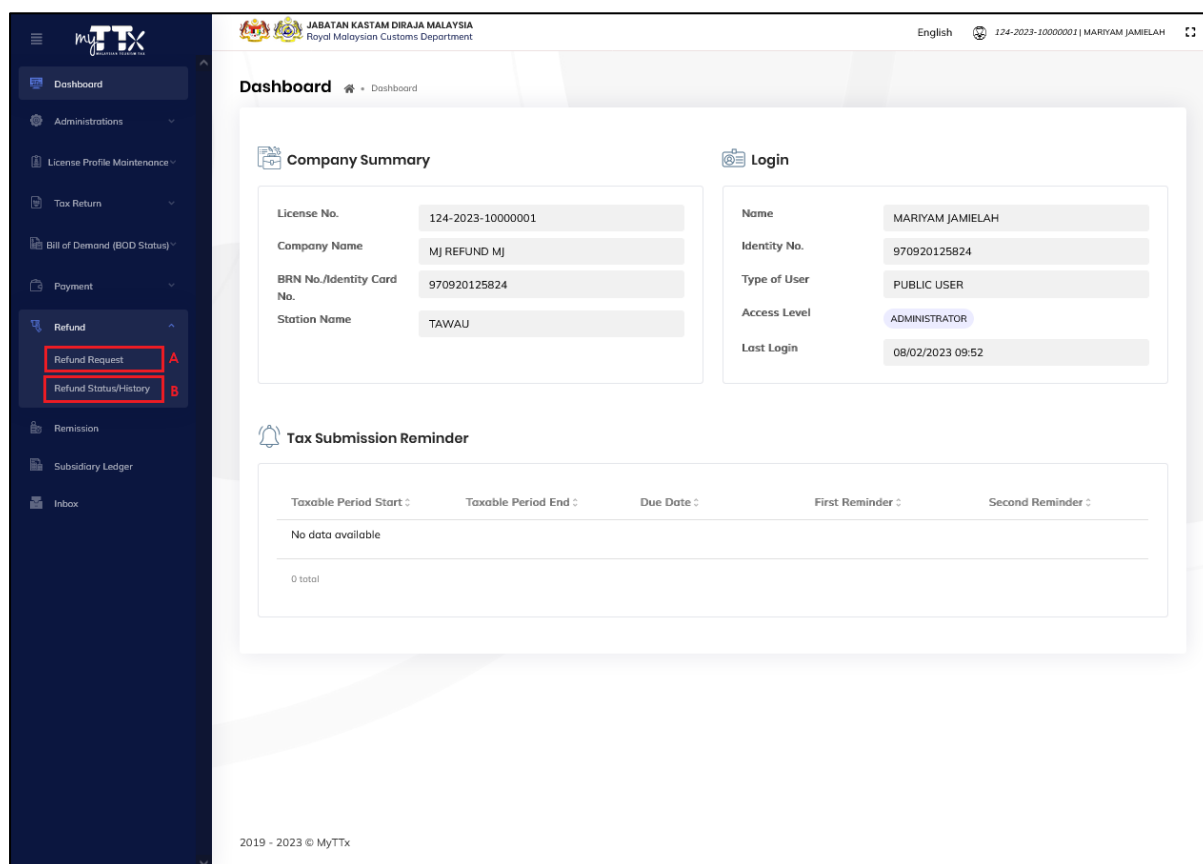 myTTx
MALAYSIAN TOURISM TAX
JABATAN KASTAM DIRAJA MALAYSIA
Royal Malaysian Customs Department
English
124-2023-10000001 | MARIYAM JAMIELAH
Dashboard
Administrations
License Profile Maintenance
Tax Return
Bill of Demand (BOD Status)
Payment
Refund
Refund Request A
Refund Status/History B
Remission
Subsidiary Ledger
Inbox
Dashboard • Dashboard
Company Summary
License No. 124-2023-10000001
Company Name MJ REFUND MJ
BRN No./Identity Card No. 970920125824
Station Name TAWAU
Login
Name MARIYAM JAMIELAH
Identity No. 970920125824
Type of User PUBLIC USER
Access Level ADMINISTRATOR
Last Login 08/02/2023 09:52
Tax Submission Reminder
Taxable Period Start Taxable Period End Due Date First Reminder Second Reminder
No data available
0 total
2019 - 2023 © MyTTx